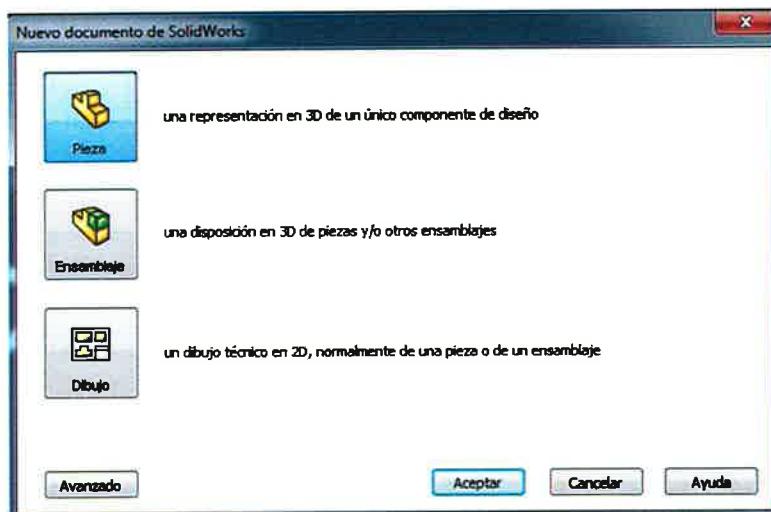 Nuevo documento de SolidWorks
Pieza
una representación en 3D de un único componente de diseño
Ensamblaje
una disposición en 3D de piezas y/o otros ensamblajes
Dibujo
un dibujo técnico en 2D, normalmente de una pieza o de un ensamblaje
Avanzado
Aceptar
Cancelar
Ayuda